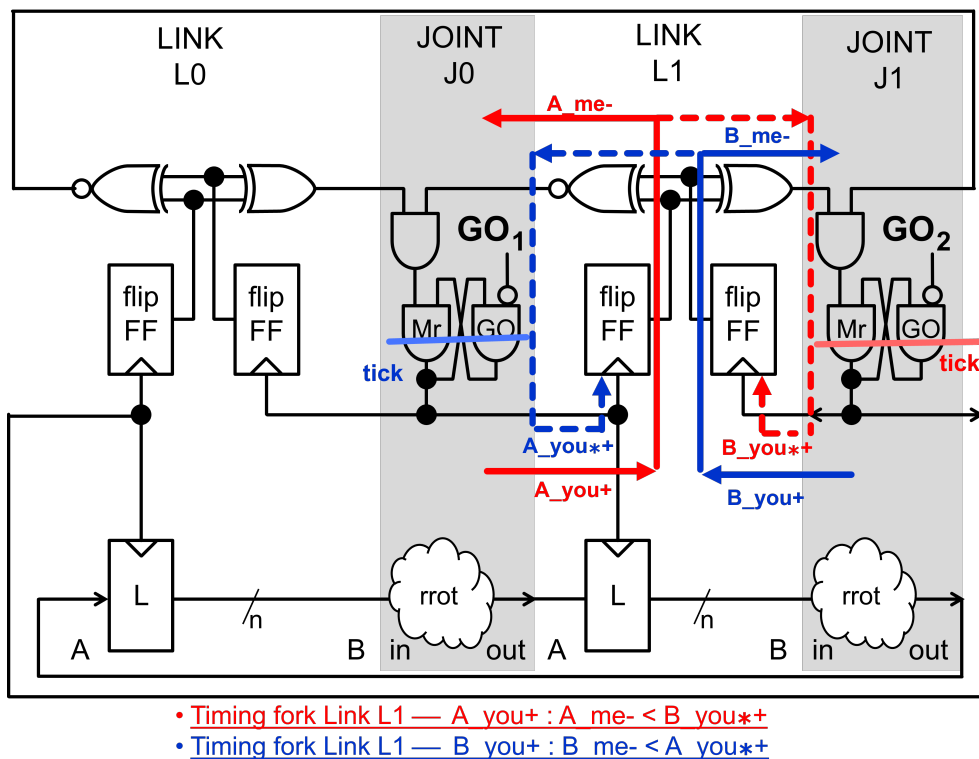 LINK
L0
JOINT
J0
LINK
L1
JOINT
J1
A_me-
B_me-
GO1
GO2
flip
FF
flip
FF
flip
FF
flip
FF
Mr
GO
Mr
GO
tick
tick
A_you*+
B_you*+
A_you+
B_you+
L
n
rrot
L
n
rrot
A
B
in
out
A
B
in
out
• Timing fork Link L1 — A_you+ : A_me- < B_you*+
• Timing fork Link L1 — B_you+ : B_me- < A_you*+